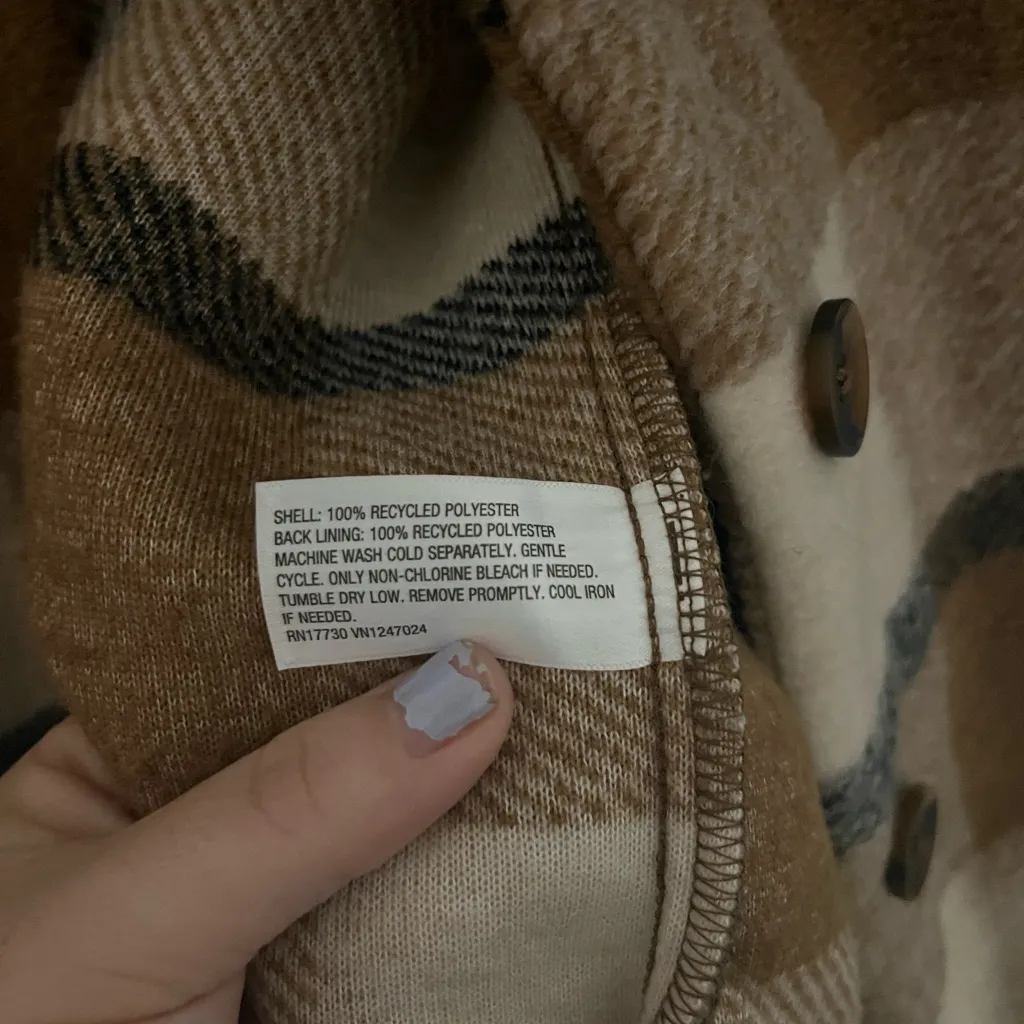 SHELL: 100% RECYCLED POLYESTER
BACK LINING: 100% RECYCLED POLYESTER
MACHINE WASH COLD SEPARATELY. GENTLE
CYCLE. ONLY NON-CHLORINE BLEACH IF NEEDED.
TUMBLE DRY LOW. REMOVE PROMPTLY. COOL IRON
IF NEEDED.
RN17730 VN1247024